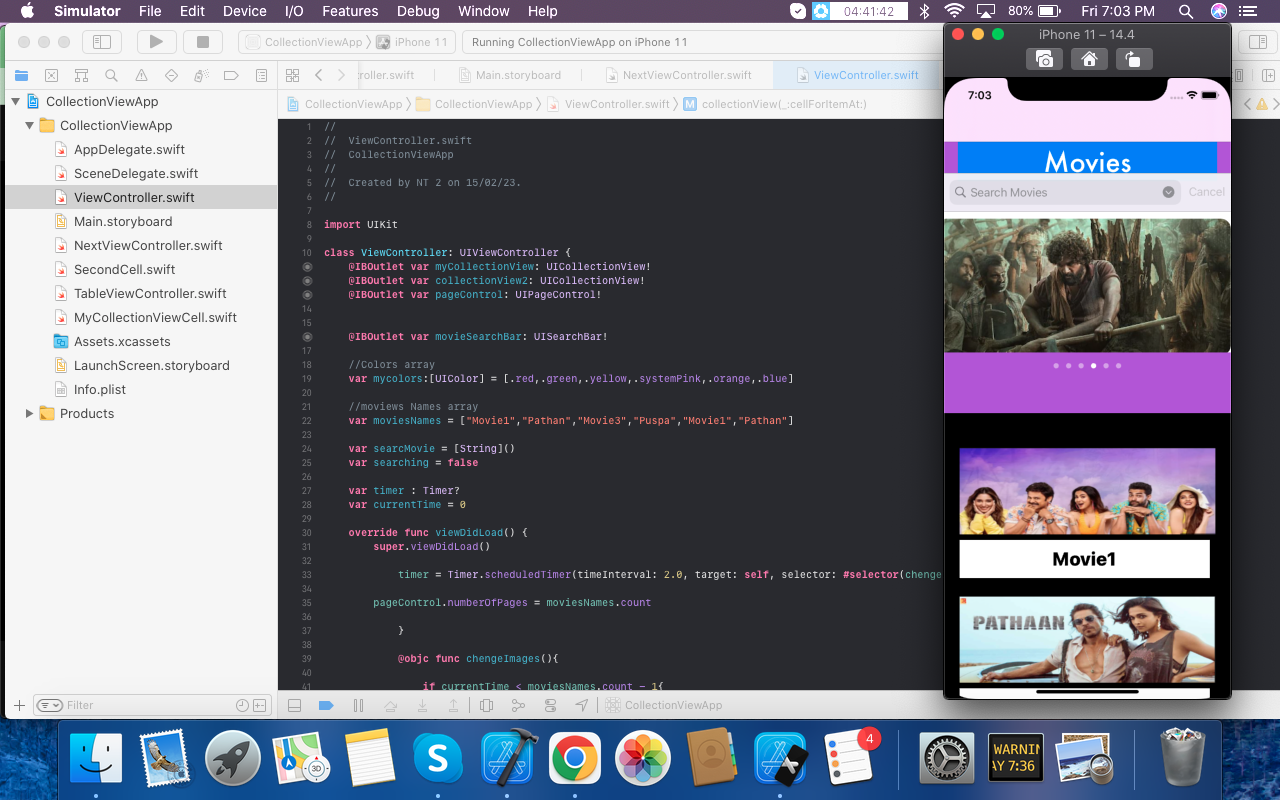 Simulator File Edit Device I/O Features Debug Window Help 04:41:42 80% Fri 7:03 PM
CollectionViewApp 〉 iPhone 11
Running CollectionViewApp on iPhone 11
roller.swift Main.storyboard NextViewController.swift ViewController.swift
CollectionViewApp 〉 CollectionViewApp 〉 ViewController.swift 〉 M collectionView(_:cellForItemAt:)
CollectionViewApp
CollectionViewApp
AppDelegate.swift
SceneDelegate.swift
ViewController.swift
Main.storyboard
NextViewController.swift
SecondCell.swift
TableViewController.swift
MyCollectionViewCell.swift
Assets.xcassets
LaunchScreen.storyboard
Info.plist
Products
Filter
1 //
2 //  ViewController.swift
3 //  CollectionViewApp
4 //
5 //  Created by NT 2 on 15/02/23.
6 //
7
8 import UIKit
9
10 class ViewController: UIViewController {
@IBOutlet var myCollectionView: UICollectionView!
@IBOutlet var collectionView2: UICollectionView!
@IBOutlet var pageControl: UIPageControl!
14
15
@IBOutlet var movieSearchBar: UISearchBar!
17
18 //Colors array
19 var mycolors:[UIColor] = [.red,.green,.yellow,.systemPink,.orange,.blue]
20
21 //moviews Names array
22 var moviesNames = ["Movie1","Pathan","Movie3","Puspa","Movie1","Pathan"]
23
24 var searcMovie = [String]()
25 var searching = false
26
27 var timer : Timer?
28 var currentTime = 0
29
30 override func viewDidLoad() {
31 super.viewDidLoad()
32
33 timer = Timer.scheduledTimer(timeInterval: 2.0, target: self, selector: #selector(chenge
34
35 pageControl.numberOfPages = moviesNames.count
36
37 }
38
39 @objc func chengeImages(){
40
41 if currentTime < moviesNames.count - 1{
CollectionViewApp
iPhone 11 – 14.4
7:03
Movies
Search Movies Cancel
Movie1
PATHAAN
3D
4
WARNIN
AY 7:36